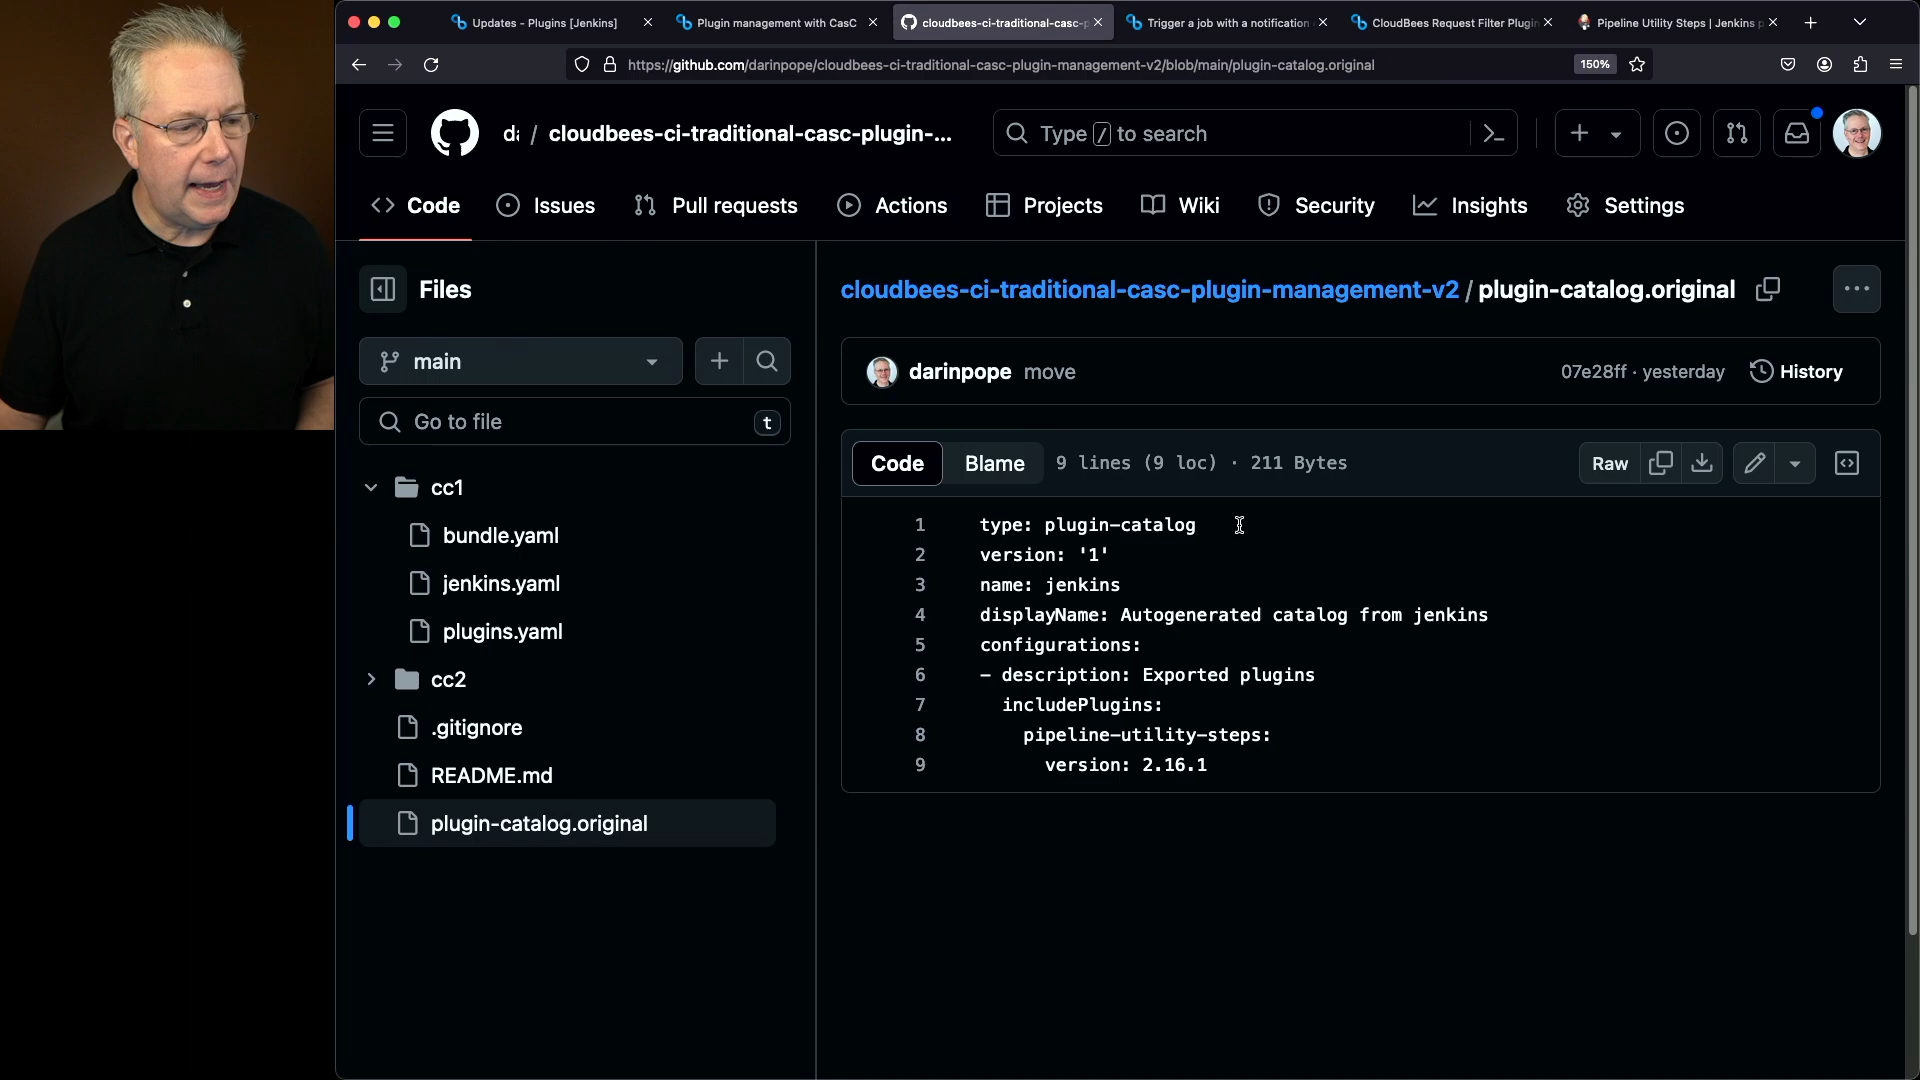 Updates - Plugins [Jenkins]
Plugin management with CasC
cloudbees-ci-traditional-casc-p
Trigger a job with a notification
CloudBees Request Filter Plugin
Pipeline Utility Steps | Jenkins p
https://github.com/darinpope/cloudbees-ci-traditional-casc-plugin-management-v2/blob/main/plugin-catalog.original
150%
/ cloudbees-ci-traditional-casc-plugin-...
Type / to search
Code
Issues
Pull requests
Actions
Projects
Wiki
Security
Insights
Settings
Files
main
Go to file
t
cc1
bundle.yaml
jenkins.yaml
plugins.yaml
cc2
.gitignore
README.md
plugin-catalog.original
cloudbees-ci-traditional-casc-plugin-management-v2 / plugin-catalog.original
darinpope move
07e28ff · yesterday
History
Code
Blame
9 lines (9 loc) · 211 Bytes
Raw
1 type: plugin-catalog
2 version: '1'
3 name: jenkins
4 displayName: Autogenerated catalog from jenkins
5 configurations:
6 - description: Exported plugins
7 includePlugins:
8 pipeline-utility-steps:
9 version: 2.16.1